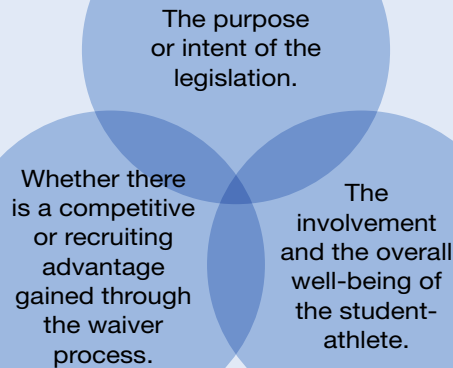 The purpose
or intent of the
legislation.
Whether there
is a competitive
or recruiting
advantage
gained through
the waiver
process.
The
involvement
and the overall
well-being of
the student-
athlete.